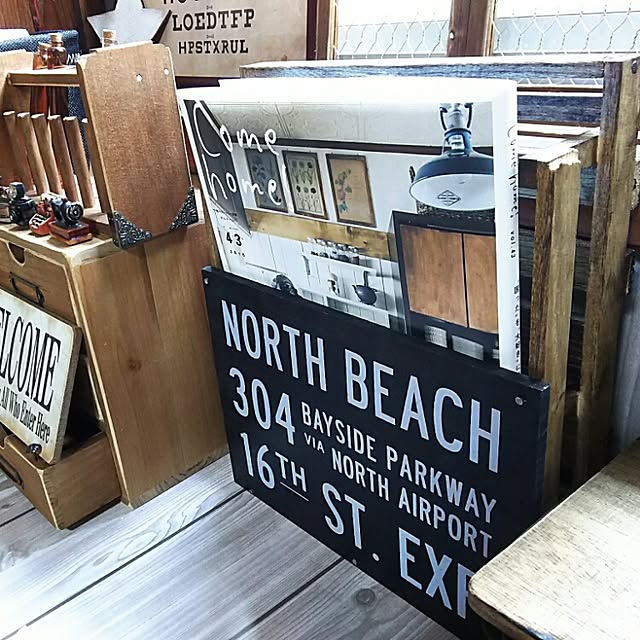 LOEDTFP
HPSTXRUL
Come
home!
43
NORTH BEACH
304 BAYSIDE PARKWAY
VIA NORTH AIRPORT
16TH ST. EXP
WELCOME
All Who Enter Here